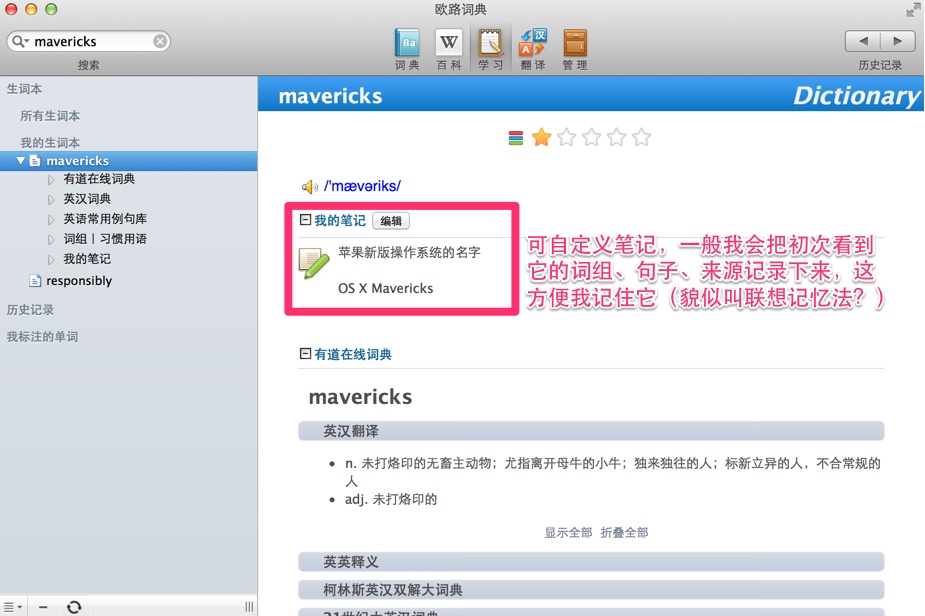 欧路词典
mavericks
搜索
词典
百科
学习
翻译
管理
历史记录
生词本
所有生词本
我的生词本
mavericks
有道在线词典
英汉词典
英语常用例句库
词组 | 习惯用语
我的笔记
responsibly
历史记录
我标注的单词
mavericks
Dictionary
/'mævəriks/
我的笔记 编辑
苹果新版操作系统的名字
OS X Mavericks
可自定义笔记，一般我会把初次看到
它的词组、句子、来源记录下来，这
方便我记住它（貌似叫联想记忆法？）
有道在线词典
mavericks
英汉翻译
n. 未打烙印的无畜主动物；尤指离开母牛的小牛；独来独往的人；标新立异的人，不合常规的
人
adj. 未打烙印的
显示全部 折叠全部
英英释义
柯林斯英汉双解大词典
21世纪大英汉词典